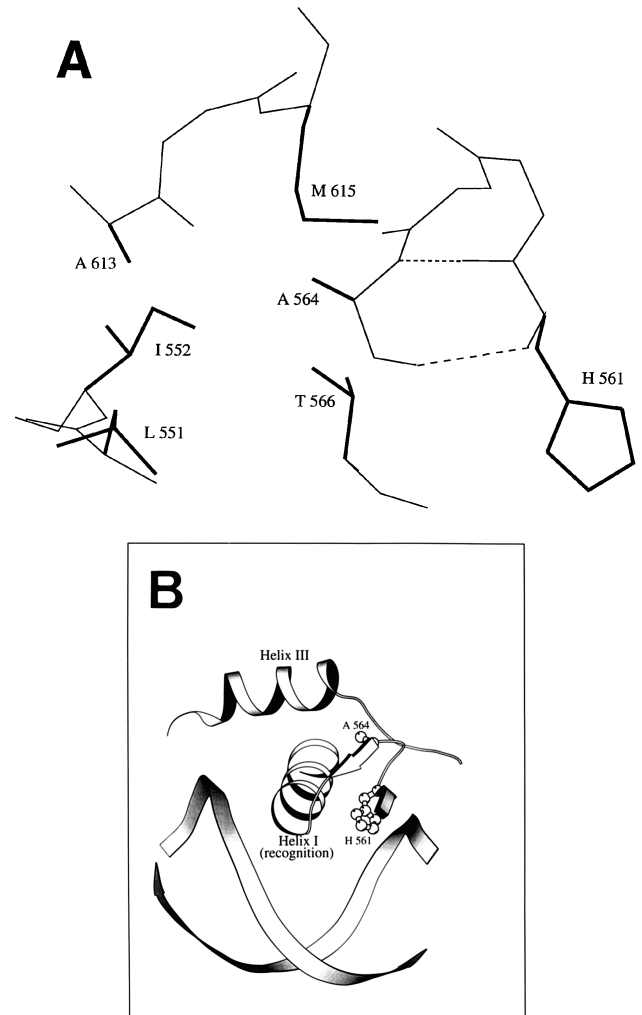 A
M 615
A 613
A 564
I 552
H 561
T 566
L 551
B
Helix III
A 564
Helix I
(recognition)
H 561